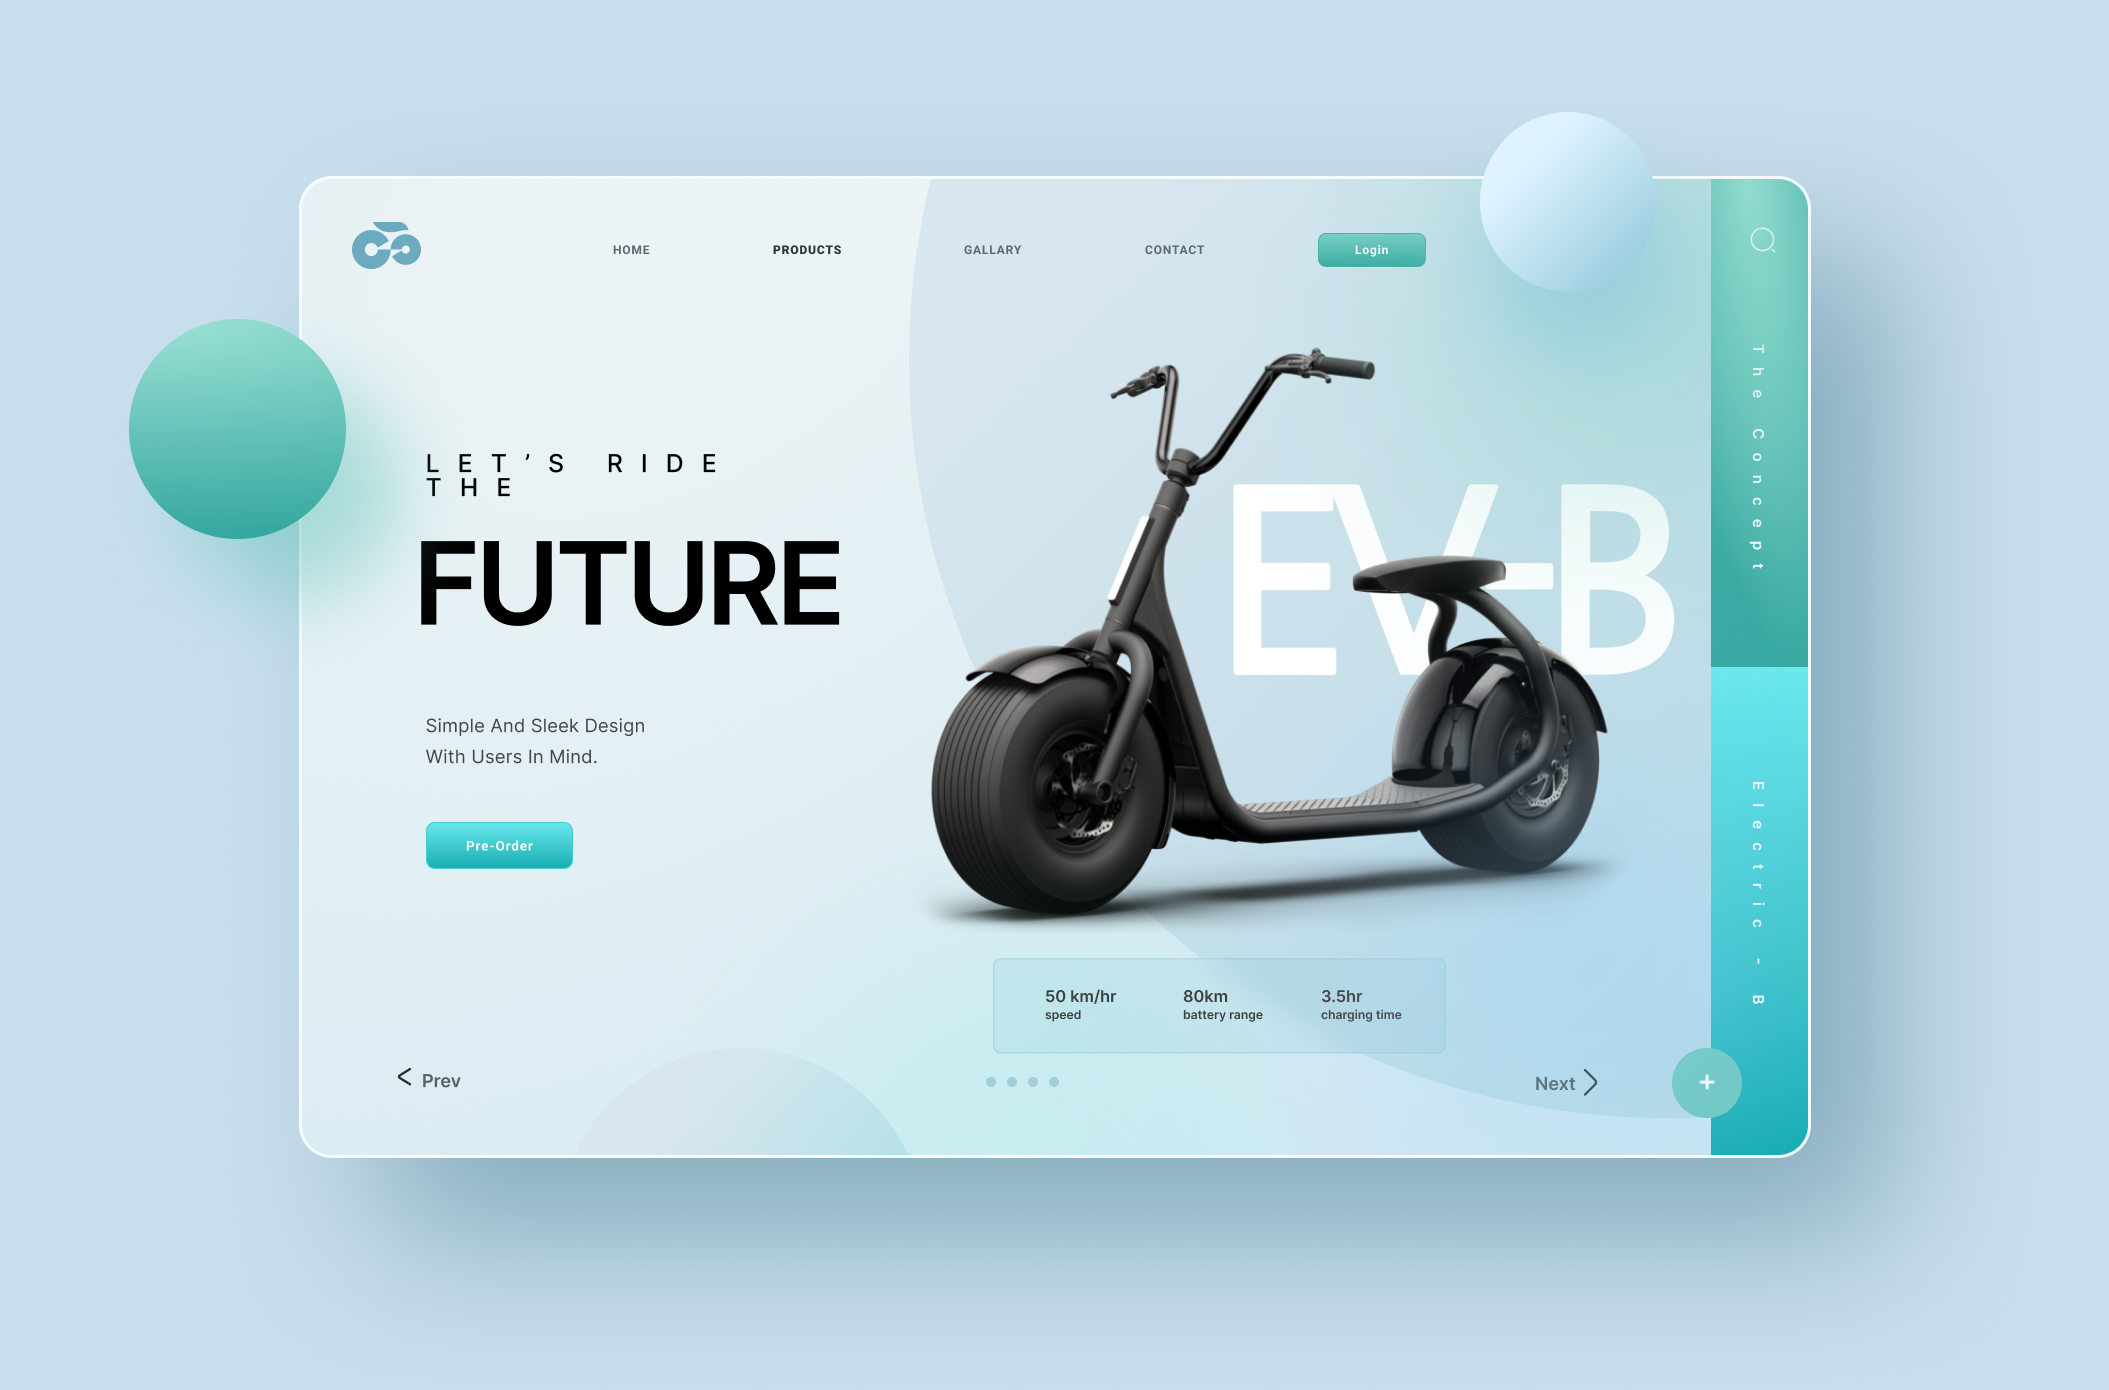 HOME
PRODUCTS
GALLARY
CONTACT
Login
LET’S RIDE
THE
FUTURE
EV-B
Simple And Sleek Design
With Users In Mind.
Pre-Order
50 km/hr
speed
80km
battery range
3.5hr
charging time
< Prev
Next
+
The Concept
Electric - B